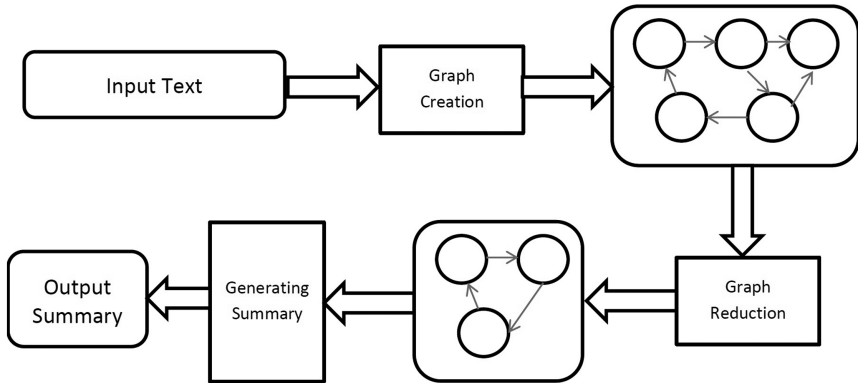 Input Text
Graph
Creation
Graph
Reduction
Generating
Summary
Output
Summary